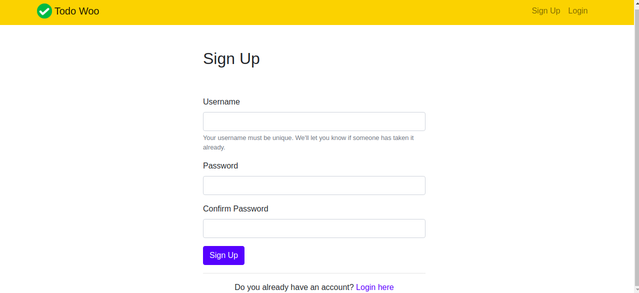 Todo Woo
Sign Up Login
Sign Up
Username
Your username must be unique. We'll let you know if someone has taken it
already.
Password
Confirm Password
Sign Up
Do you already have an account? Login here